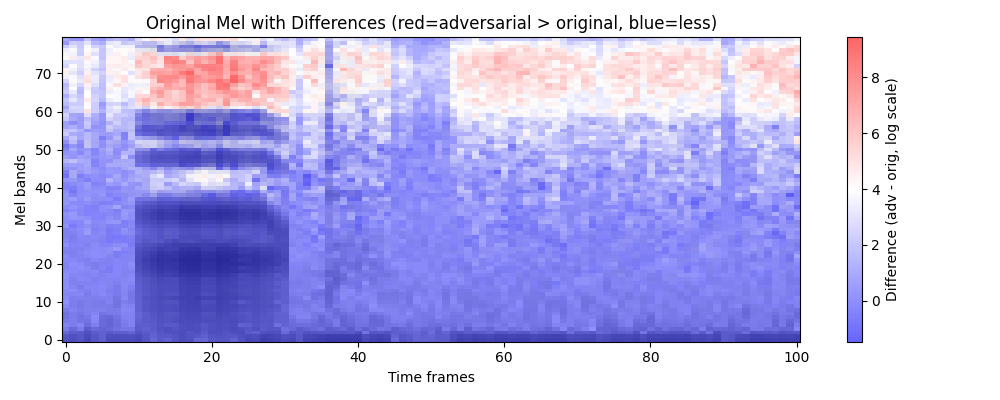 Original Mel with Differences (red=adversarial > original, blue=less)
Mel bands
70
60
50
40
30
20
10
0
0 20 40 60 80 100
Time frames
8
6
4
2
0
Difference (adv - orig, log scale)